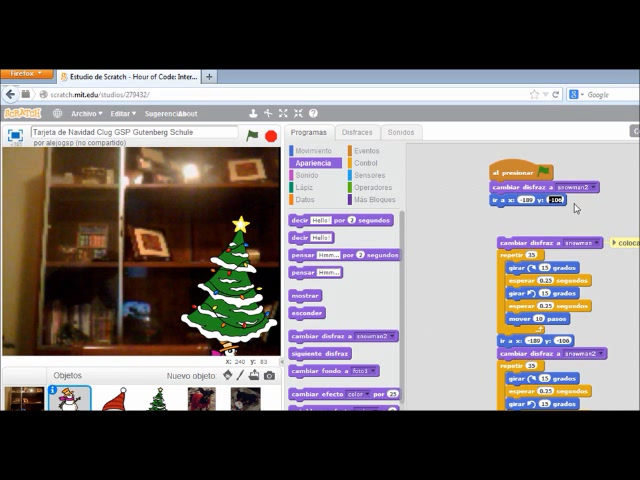 Firefox
Estudio de Scratch - Hour of Code: Inter...
scratch.mit.edu/studios/279432/
Google
SCRATCH
Archivo
Editar
Sugerencias
About
Tarjeta de Navidad Clug GSP Gutenberg Schule
por alejogsp (no compartido)
Programas
Disfraces
Sonidos
Movimiento
Apariencia
Sonido
Lápiz
Datos
Eventos
Control
Sensores
Operadores
Más Bloques
decir Hello! por 2 segundos
decir Hello!
pensar Hmm... por 2 segundos
pensar Hmm...
mostrar
esconder
cambiar disfraz a snowman2
siguiente disfraz
cambiar fondo a foto1
cambiar efecto color por 25
al presionar
cambiar disfraz a snowman2
ir a x: -189 y: -106
cambiar disfraz a snowman
coloca
repetir 35
girar 15 grados
esperar 0.25 segundos
girar 15 grados
esperar 0.25 segundos
mover 10 pasos
ir a x: -189 y: -106
cambiar disfraz a snowman2
repetir 35
girar 15 grados
esperar 0.25 segundos
girar 15 grados
x: 240 y: 83
Objetos
Nuevo objeto: